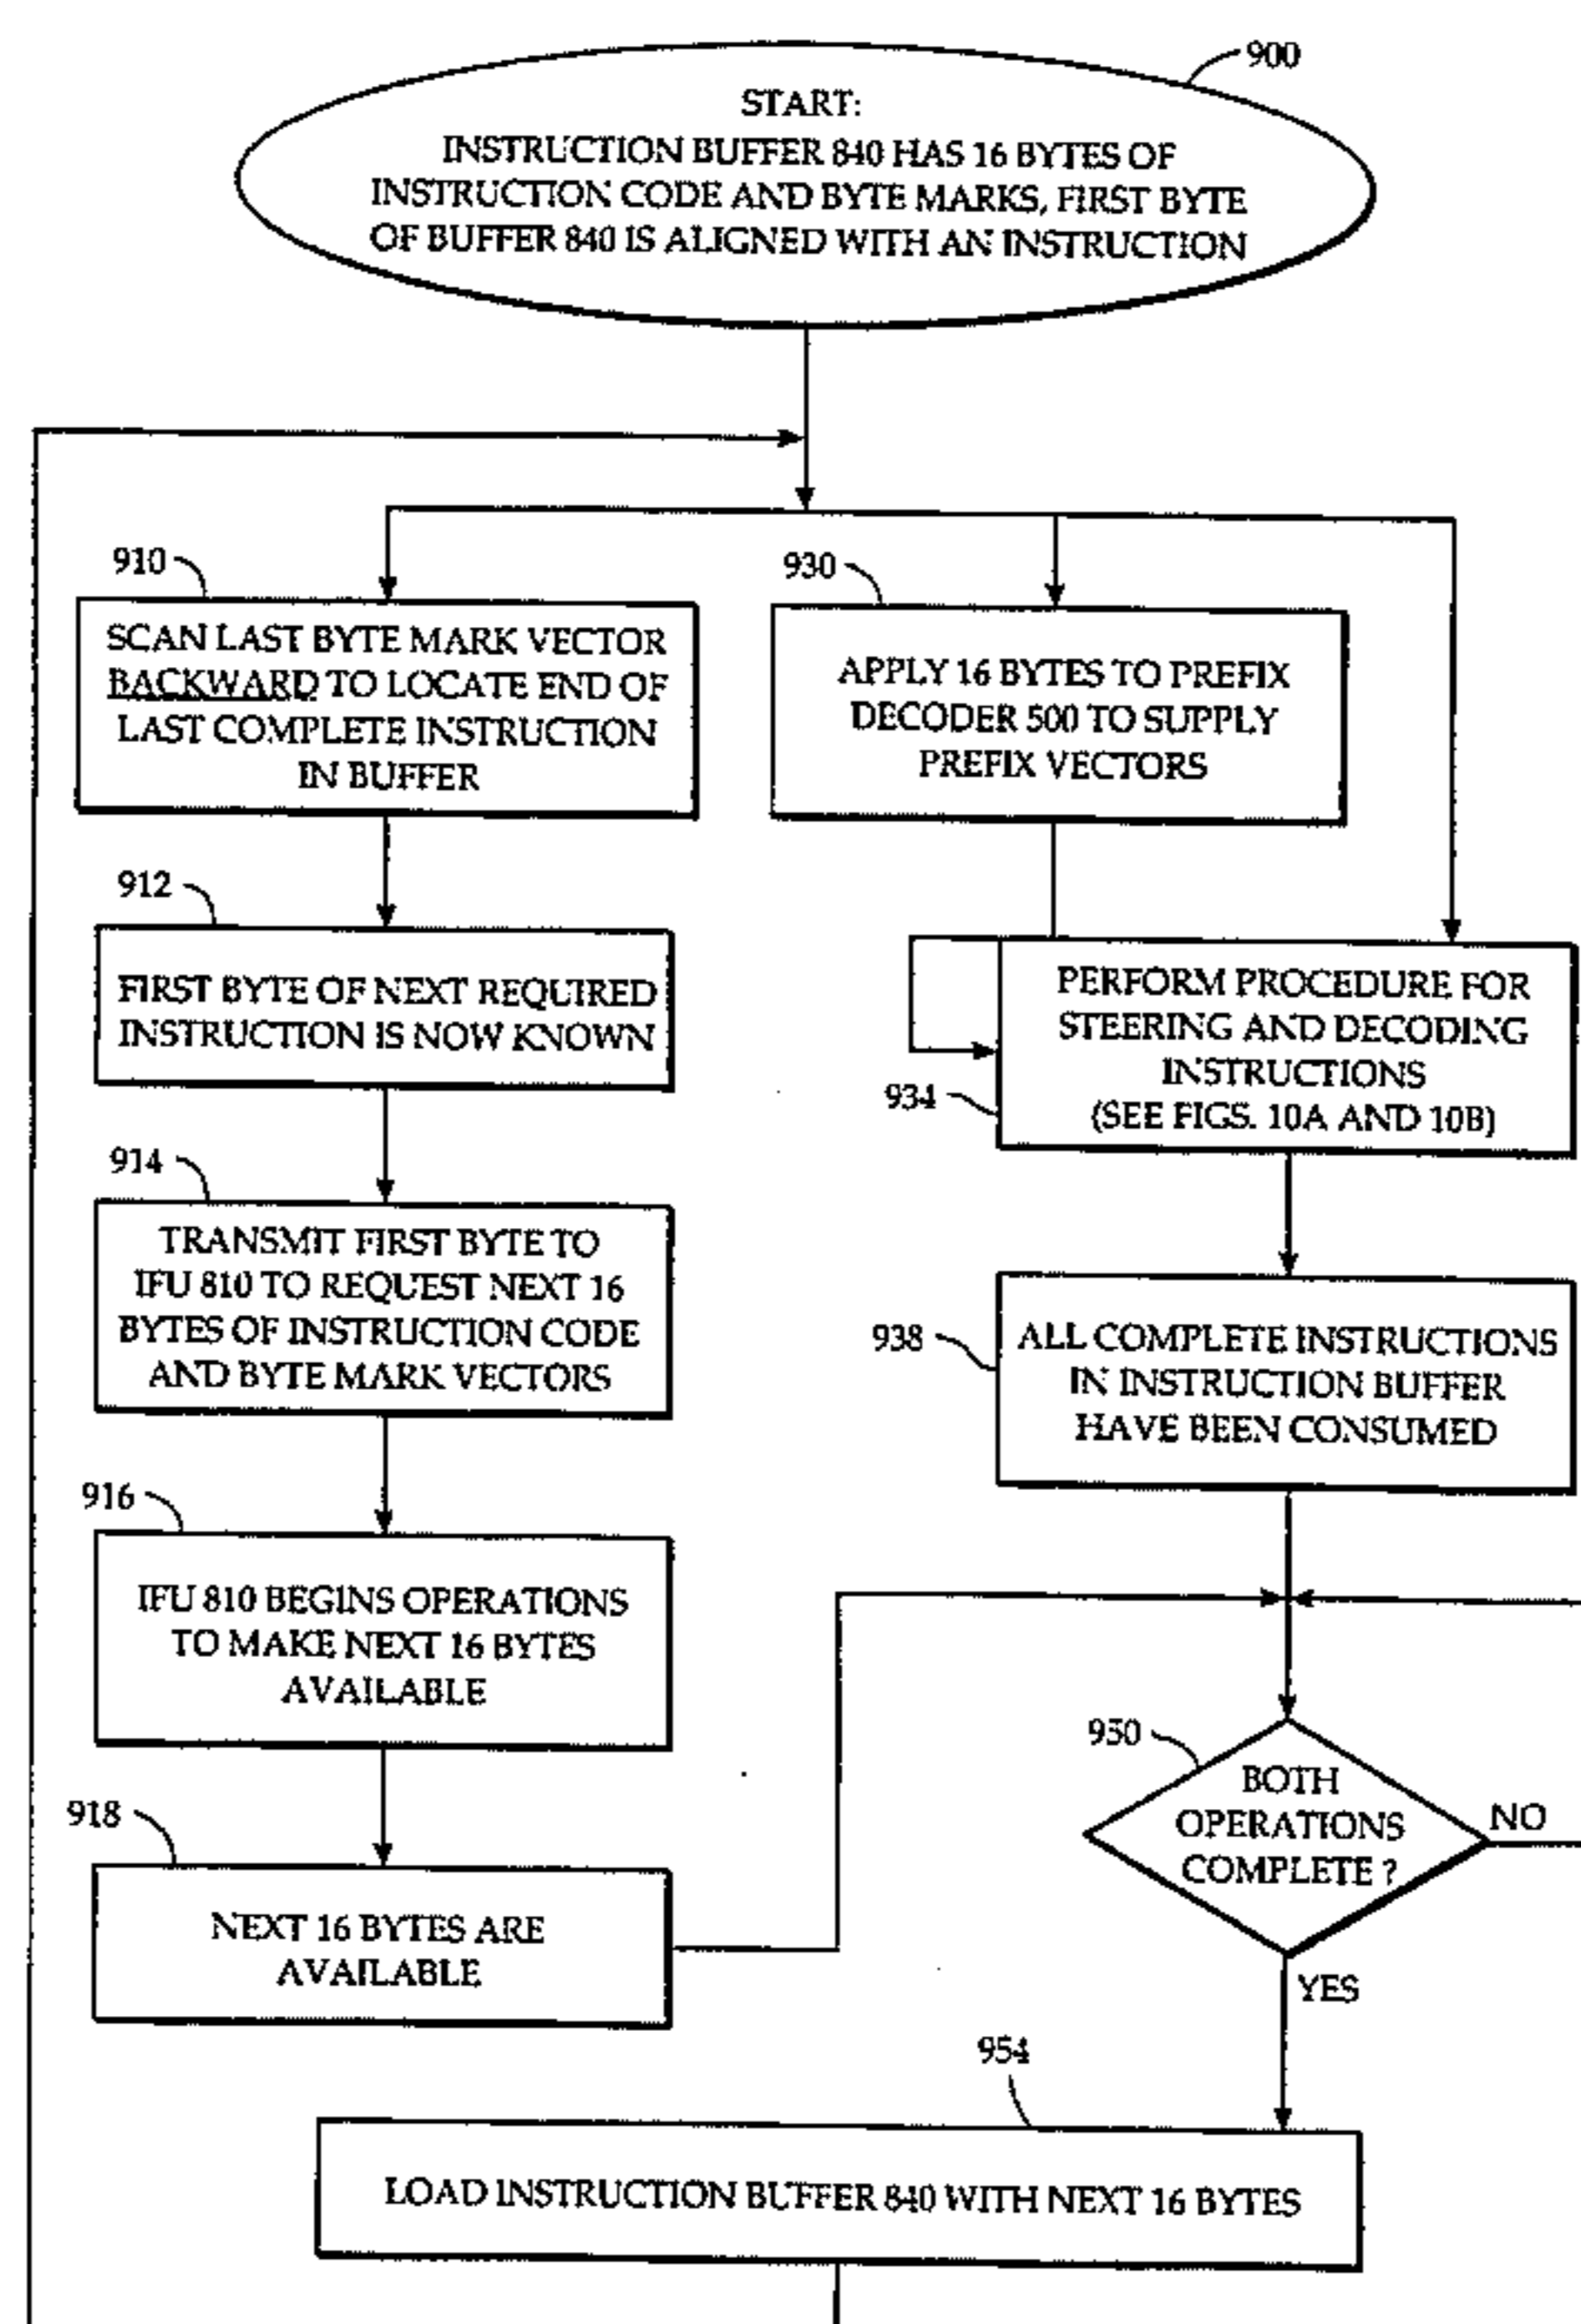 900
START:
INSTRUCTION BUFFER 840 HAS 16 BYTES OF
INSTRUCTION CODE AND BYTE MARKS, FIRST BYTE
OF BUFFER 840 IS ALIGNED WITH AN INSTRUCTION
910
SCAN LAST BYTE MARK VECTOR
BACKWARD TO LOCATE END OF
LAST COMPLETE INSTRUCTION
IN BUFFER
930
APPLY 16 BYTES TO PREFIX
DECODER 500 TO SUPPLY
PREFIX VECTORS
912
FIRST BYTE OF NEXT REQUIRED
INSTRUCTION IS NOW KNOWN
934
PERFORM PROCEDURE FOR
STEERING AND DECODING
INSTRUCTIONS
(SEE FIGS. 10A AND 10B)
914
TRANSMIT FIRST BYTE TO
IFU 810 TO REQUEST NEXT 16
BYTES OF INSTRUCTION CODE
AND BYTE MARK VECTORS
938
ALL COMPLETE INSTRUCTIONS
IN INSTRUCTION BUFFER
HAVE BEEN CONSUMED
916
IFU 810 BEGINS OPERATIONS
TO MAKE NEXT 16 BYTES
AVAILABLE
918
NEXT 16 BYTES ARE
AVAILABLE
950
BOTH
OPERATIONS
COMPLETE ?
NO
YES
954
LOAD INSTRUCTION BUFFER 840 WITH NEXT 16 BYTES